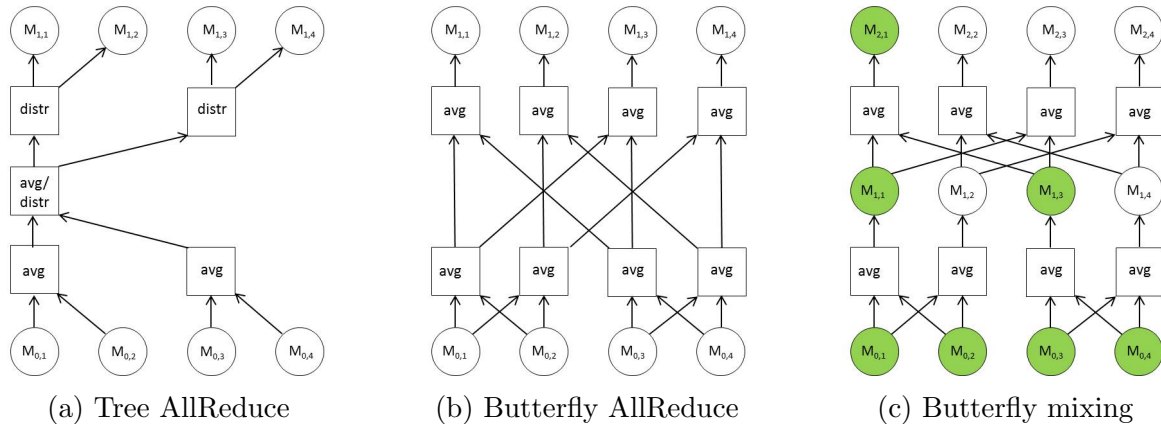 M1,1 M1,2 M1,3 M1,4
distr distr
avg/
distr
avg avg
M0,1 M0,2 M0,3 M0,4
(a) Tree AllReduce
M1,1 M1,2 M1,3 M1,4
avg avg avg avg
avg avg avg avg
M0,1 M0,2 M0,3 M0,4
(b) Butterfly AllReduce
M2,1 M2,2 M2,3 M2,4
avg avg avg avg
M1,1 M1,2 M1,3 M1,4
avg avg avg avg
M0,1 M0,2 M0,3 M0,4
(c) Butterfly mixing